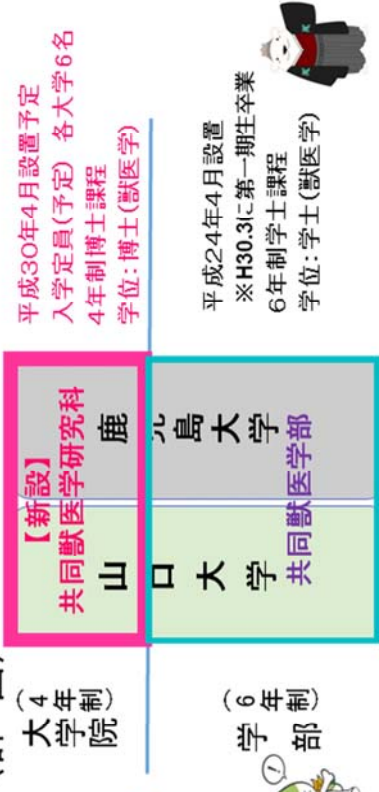 大学院
（4年制）
学部
（6年制）
【新設】
共同獣医学研究科
山口大学
鹿児島大学
共同獣医学部
平成30年4月設置予定
入学定員(予定) 各大学6名
4年制博士課程
学位：博士(獣医学)
平成24年4月設置
※H30.3に第一期生卒業
6年制学士課程
学位：学士(獣医学)